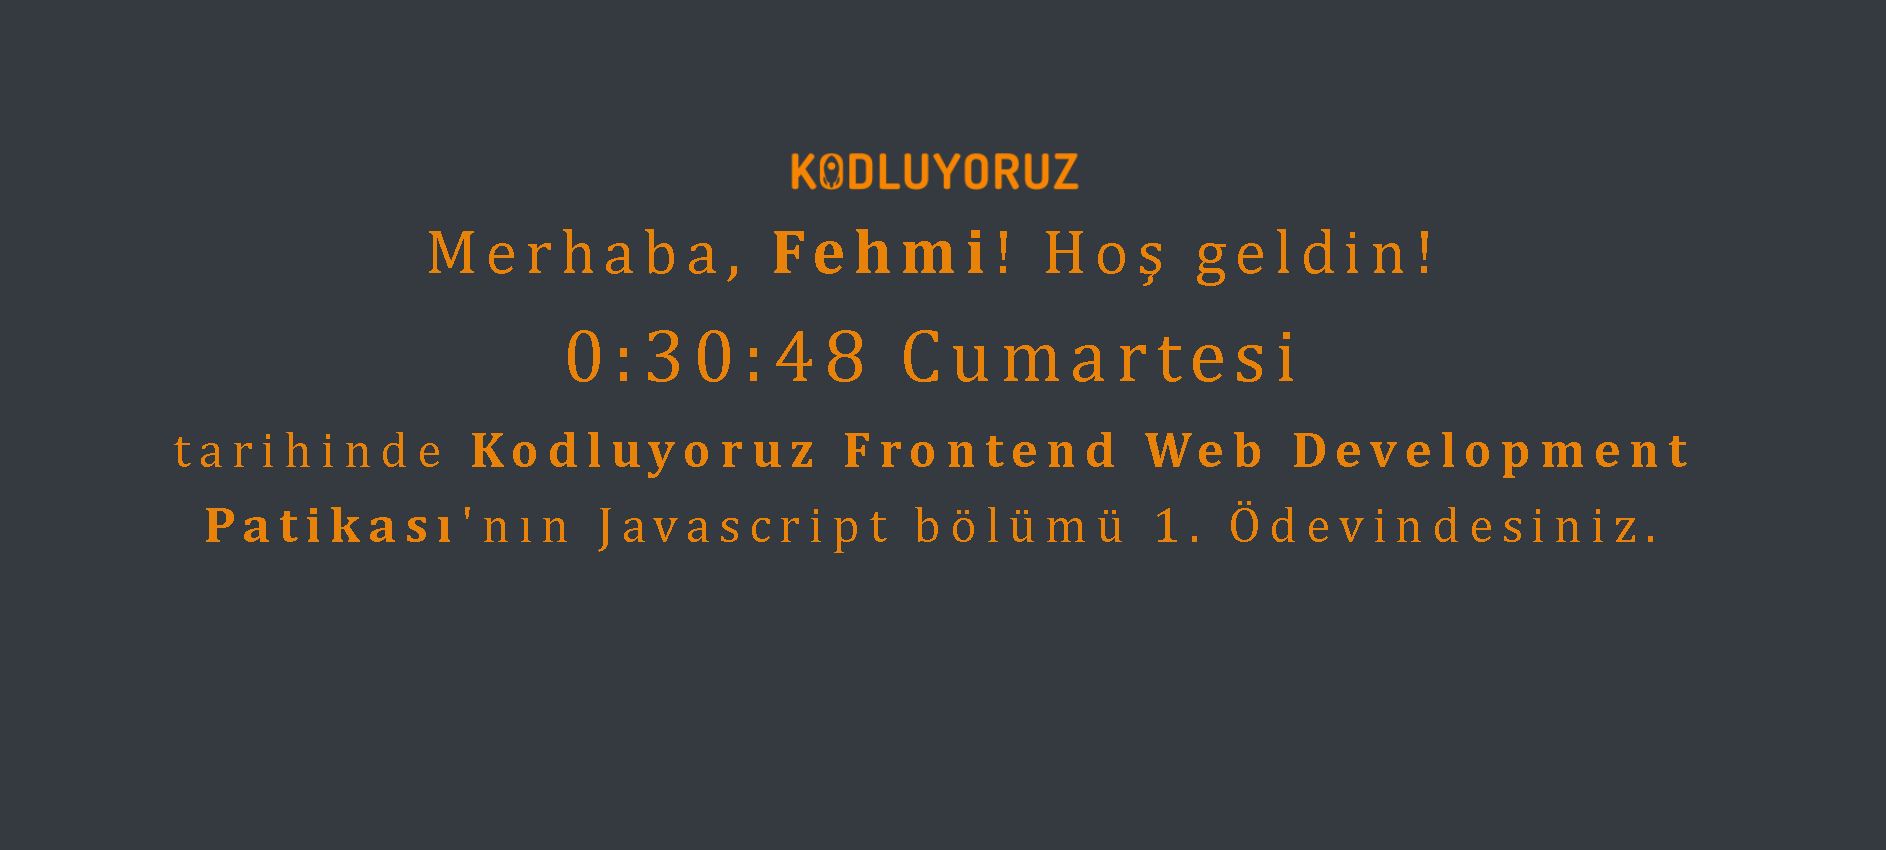 KODLUYORUZ
Merhaba, Fehmi! Hoş geldin!
0:30:48 Cumartesi
tarihinde Kodluyoruz Frontend Web Development
Patikası'nın Javascript bölümü 1. Ödevindesiniz.